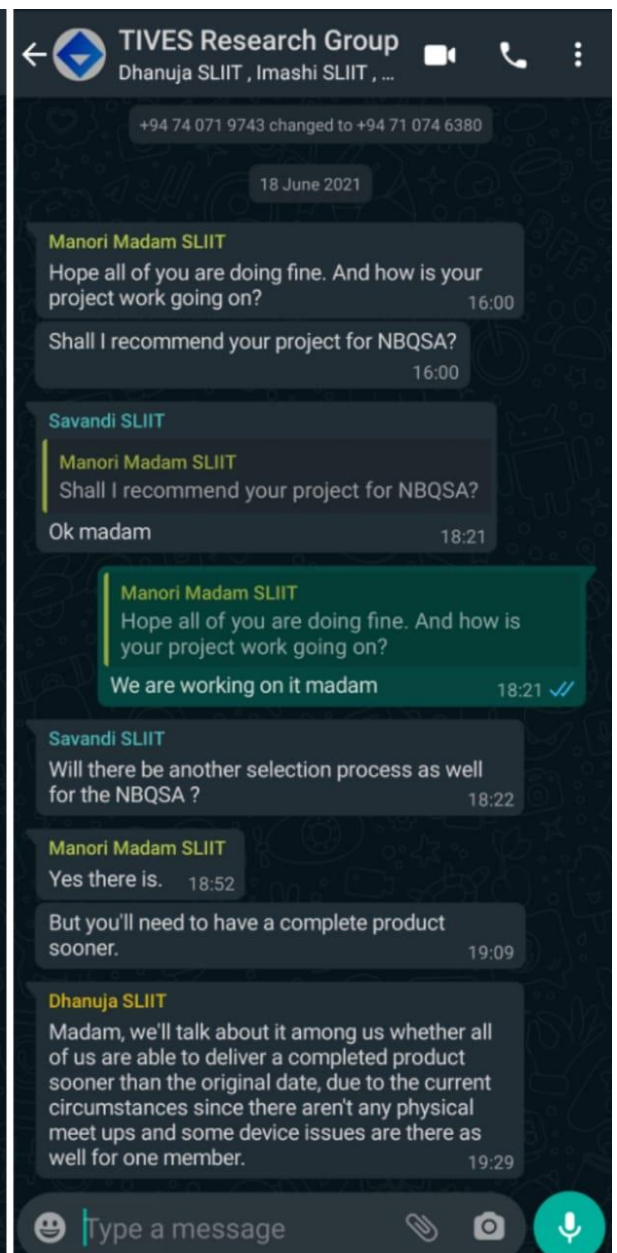 TIVES Research Group
Dhanuja SLIIT , Imashi SLIIT , ...
+94 74 071 9743 changed to +94 71 074 6380
18 June 2021
Manori Madam SLIIT
Hope all of you are doing fine. And how is your
project work going on?
16:00
Shall I recommend your project for NBQSA?
16:00
Savandi SLIIT
Manori Madam SLIIT
Shall I recommend your project for NBQSA?
Ok madam
18:21
Manori Madam SLIIT
Hope all of you are doing fine. And how is
your project work going on?
We are working on it madam
18:21
Savandi SLIIT
Will there be another selection process as well
for the NBQSA ?
18:22
Manori Madam SLIIT
Yes there is. 18:52
But you'll need to have a complete product
sooner.
19:09
Dhanuja SLIIT
Madam, we'll talk about it among us whether all
of us are able to deliver a completed product
sooner than the original date, due to the current
circumstances since there aren't any physical
meet ups and some device issues are there as
well for one member.
19:29
Type a message